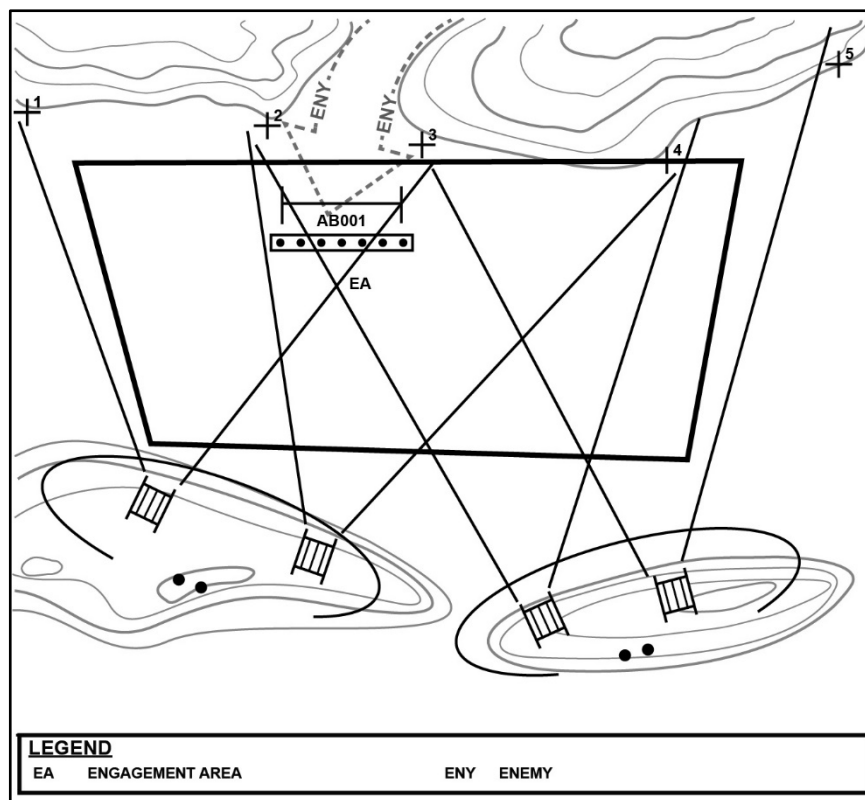 1
2
3
4
5
ENY
ENY
AB001
EA
LEGEND
EA ENGAGEMENT AREA ENY ENEMY